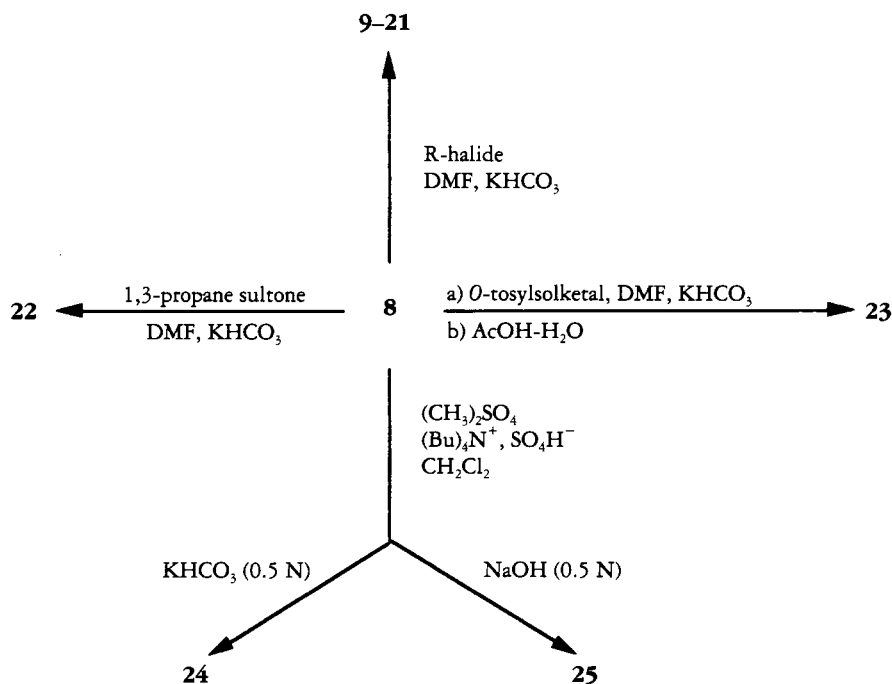 9–21
R-halide
DMF, KHCO₃
22
1,3-propane sultone
DMF, KHCO₃
8
a) O-tosylsolketal, DMF, KHCO₃
b) AcOH-H₂O
23
(CH₃)₂SO₄
(Bu)₄N⁺, SO₄H⁻
CH₂Cl₂
KHCO₃ (0.5 N)
NaOH (0.5 N)
24
25